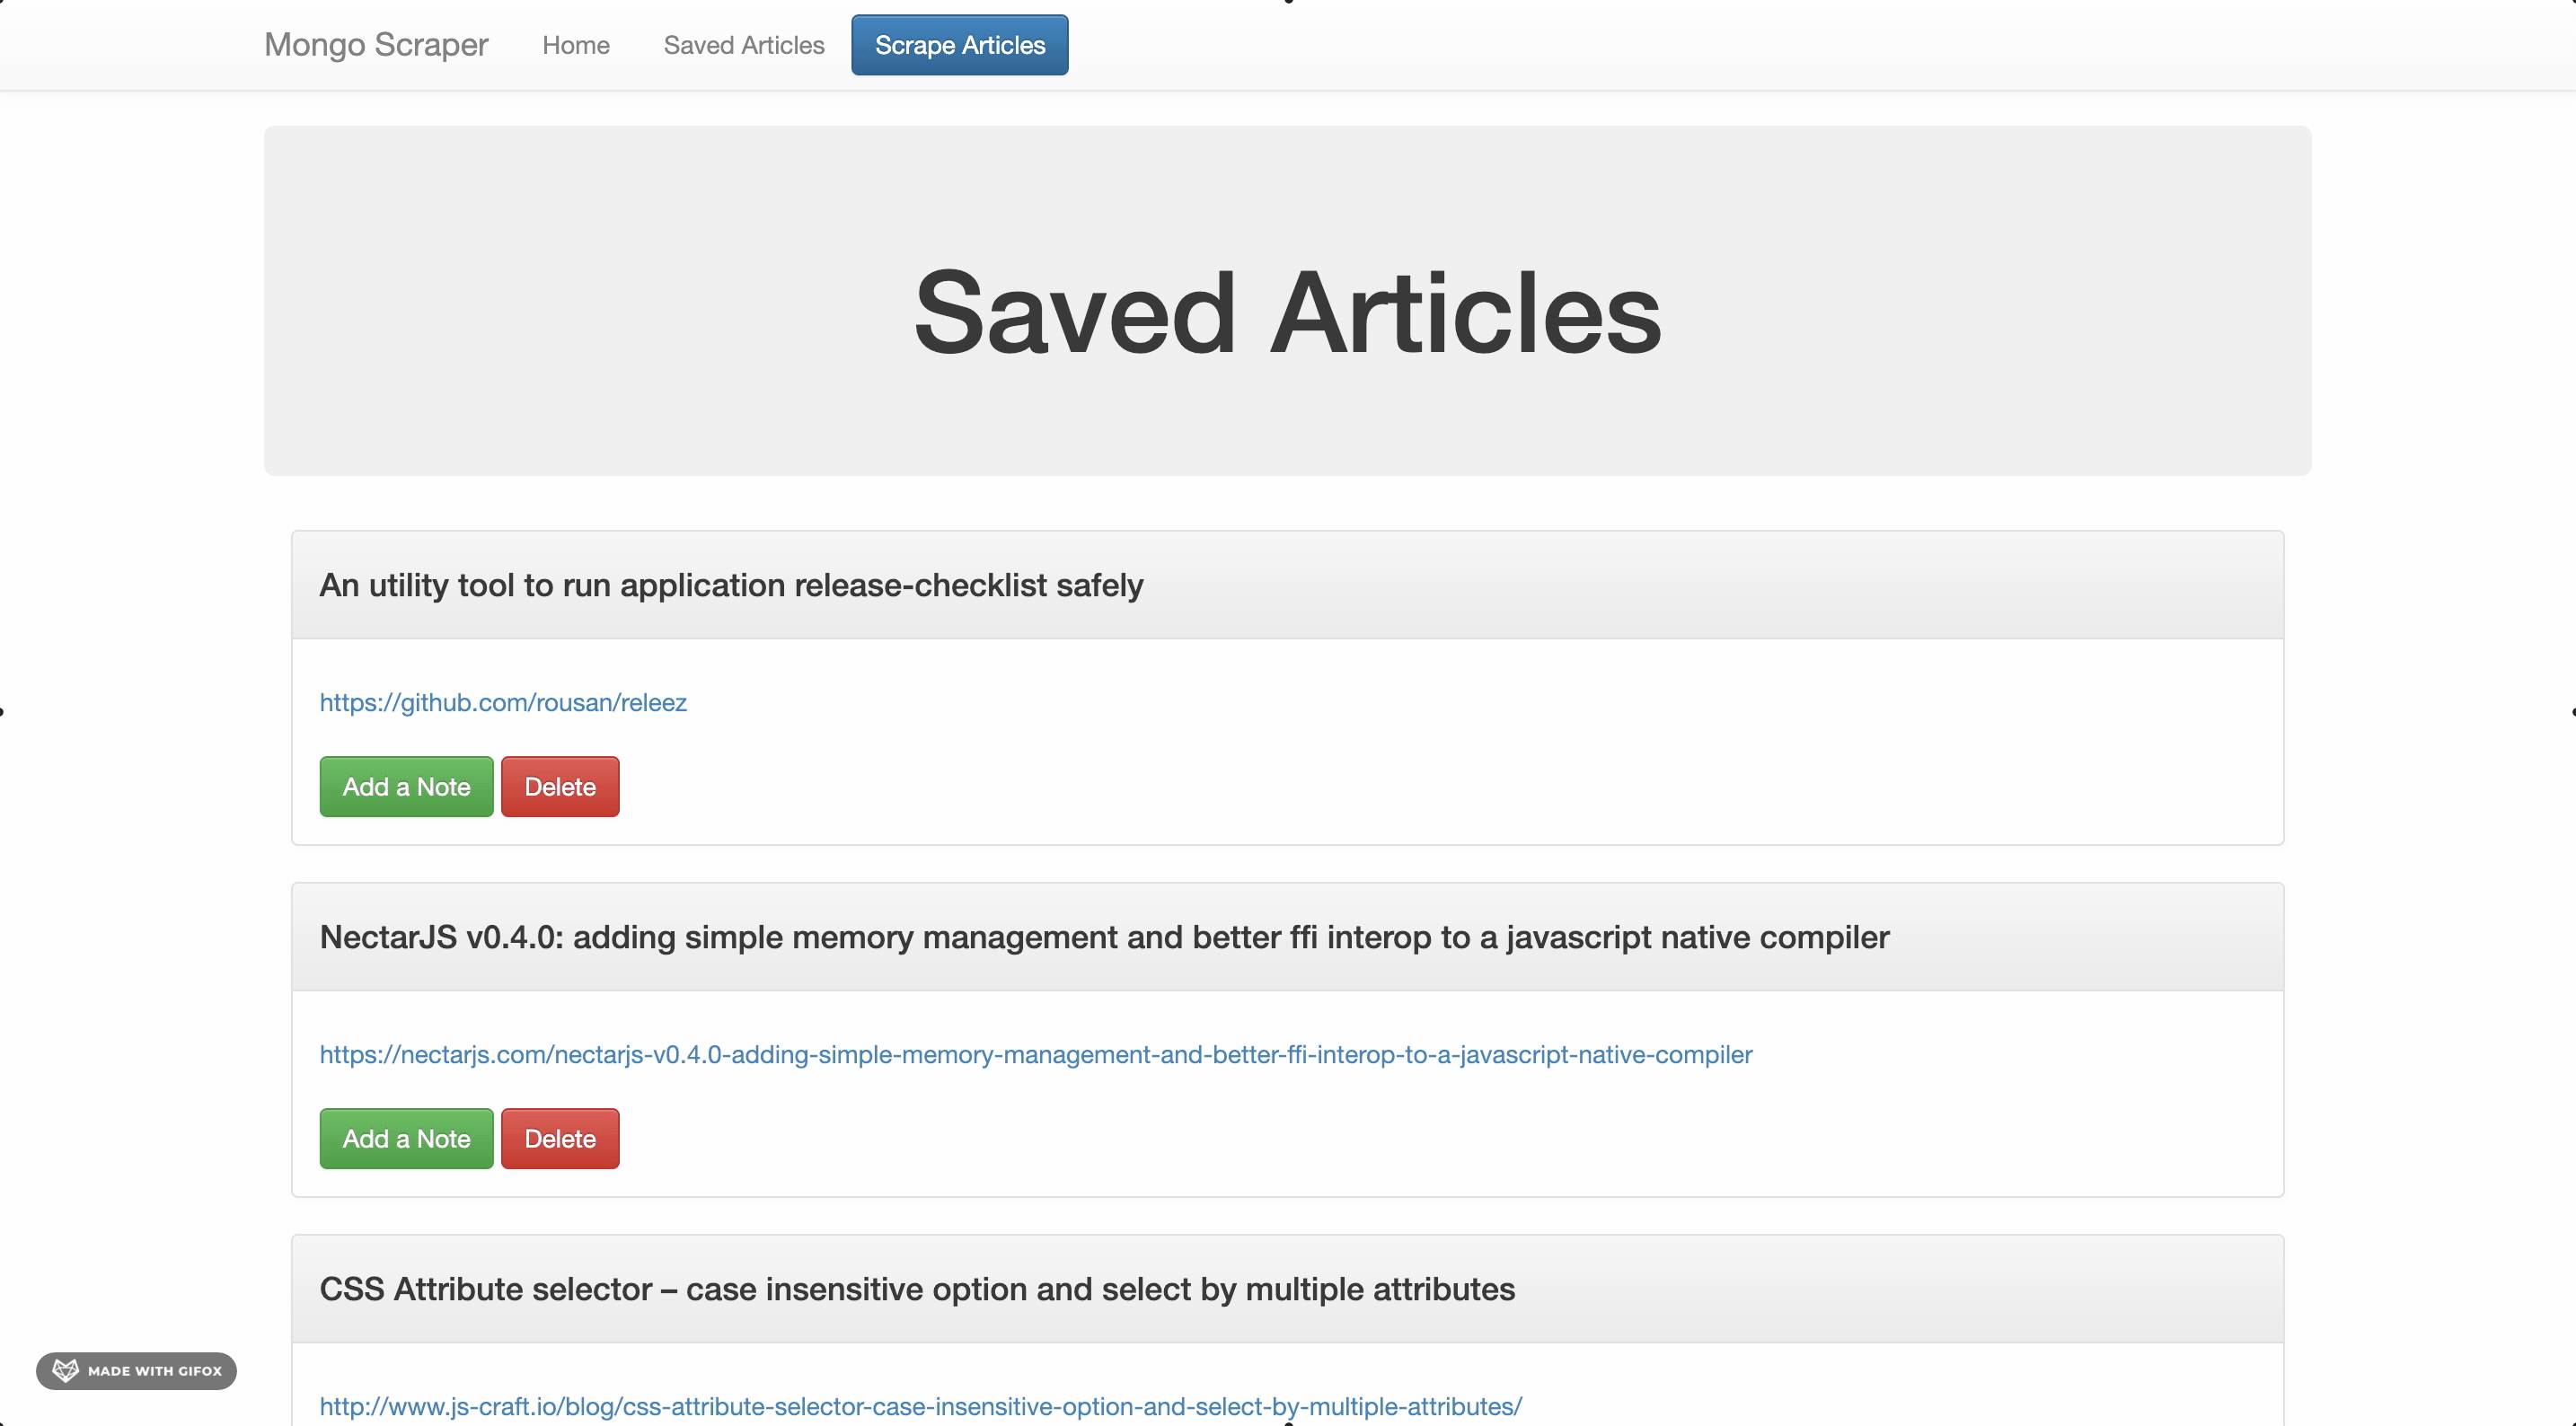 Mongo Scraper Home Saved Articles Scrape Articles
Saved Articles
An utility tool to run application release-checklist safely
https://github.com/rousan/releez
Add a Note Delete
NectarJS v0.4.0: adding simple memory management and better ffi interop to a javascript native compiler
https://nectarjs.com/nectarjs-v0.4.0-adding-simple-memory-management-and-better-ffi-interop-to-a-javascript-native-compiler
Add a Note Delete
CSS Attribute selector – case insensitive option and select by multiple attributes
http://www.js-craft.io/blog/css-attribute-selector-case-insensitive-option-and-select-by-multiple-attributes/
MADE WITH GIFOX